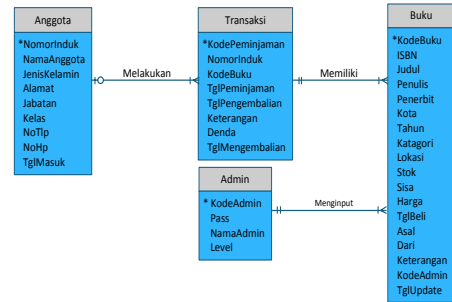 Anggota
*NomorInduk
NamaAnggota
JenisKelamin
Alamat
Jabatan
Kelas
NoTlp
NoHp
TglMasuk
Melakukan
Transaksi
*KodePeminjaman
NomorInduk
KodeBuku
TglPeminjaman
TglPengembalian
Keterangan
Denda
TglMengembalian
Memiliki
Buku
*KodeBuku
ISBN
Judul
Penulis
Penerbit
Kota
Tahun
Katagori
Lokasi
Stok
Sisa
Harga
TglBeli
Asal
Dari
Keterangan
KodeAdmin
TglUpdate
Admin
* KodeAdmin
Pass
NamaAdmin
Level
Menginput